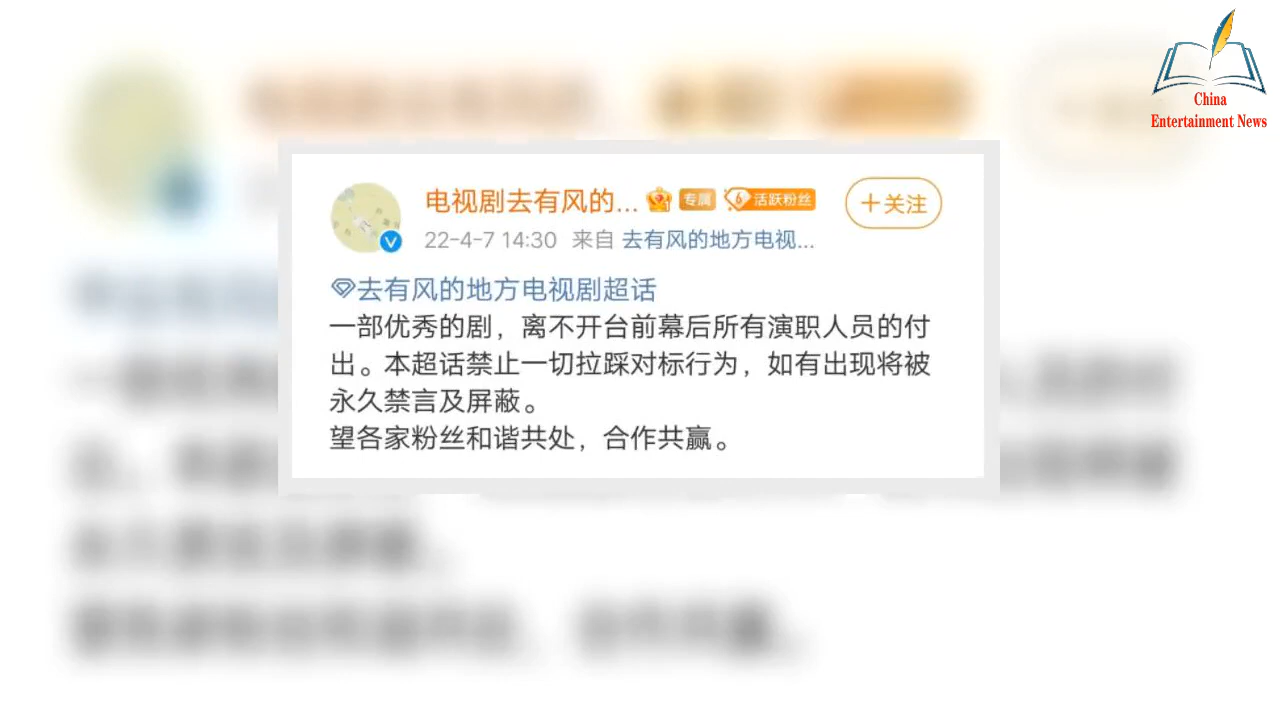 China
Entertainment News
电视剧去有风的... 专属 6 活跃粉丝 +关注
22-4-7 14:30 来自 去有风的地方电视...
去有风的地方电视剧超话
一部优秀的剧，离不开台前幕后所有演职人员的付
出。本超话禁止一切拉踩对标行为，如有出现将被
永久禁言及屏蔽。
望各家粉丝和谐共处，合作共赢。